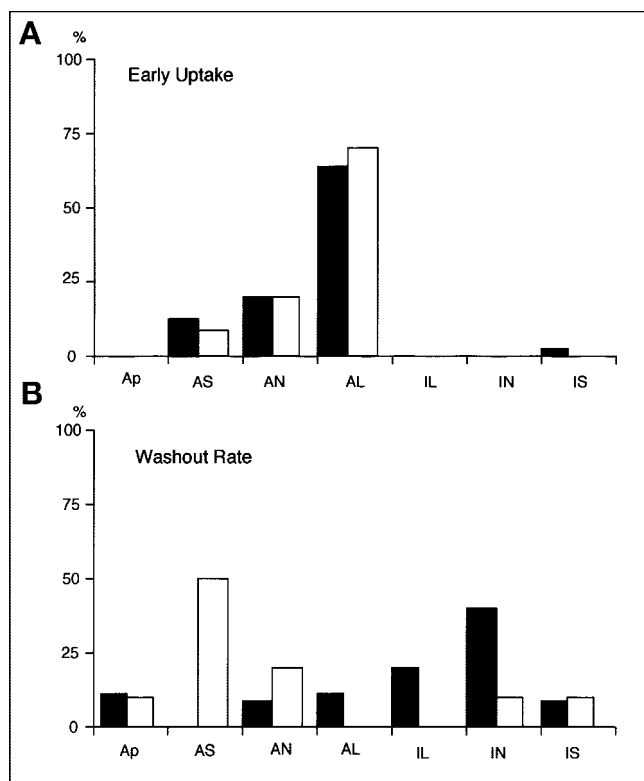 A
%
Early Uptake
100
75
50
25
0
Ap AS AN AL IL IN IS
B
%
Washout Rate
100
75
50
25
0
Ap AS AN AL IL IN IS